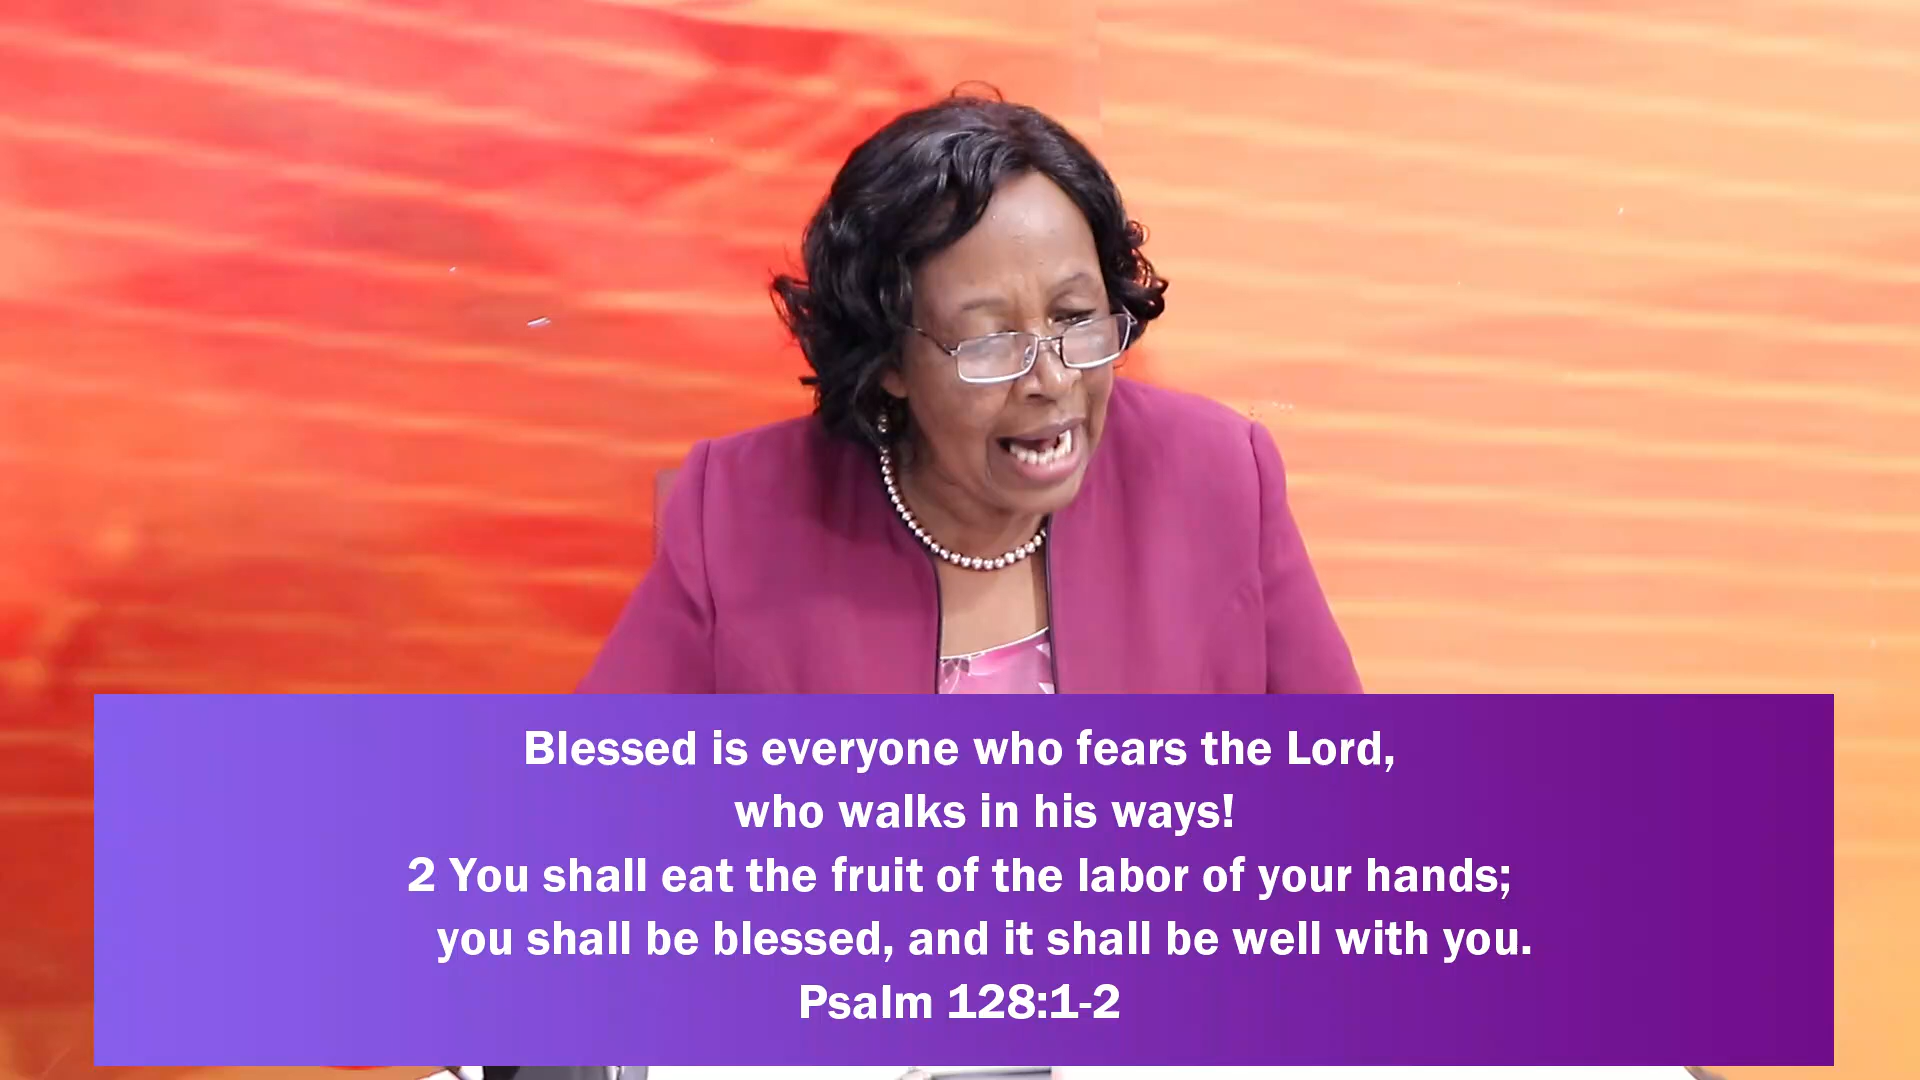 Blessed is everyone who fears the Lord,
who walks in his ways!
2 You shall eat the fruit of the labor of your hands;
you shall be blessed, and it shall be well with you.
Psalm 128:1-2